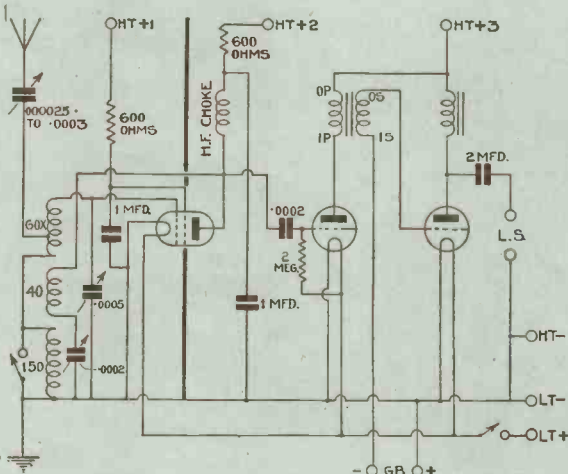 HT+1
HT+2
HT+3
600
OHMS
600
OHMS
.000025
TO .0003
H.F. CHOKE
OP
OS
IP
IS
60X
1 MFD.
.0002
2 MFD.
40
2
MEG.
L.S.
.0005
1 MFD.
HT-
150
.0002
LT-
LT+
- GB +